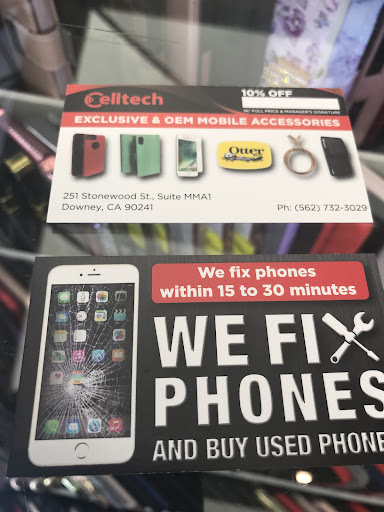 Celltech
10% OFF
W/ FULL PRICE & MANAGER'S SIGNATURE
EXCLUSIVE & OEM MOBILE ACCESSORIES
Otter
251 Stonewood St., Suite MMA1
Downey, CA 90241
Ph: (562) 732-3029
We fix phones
within 15 to 30 minutes
WE FIX
PHONES
AND BUY USED PHONE